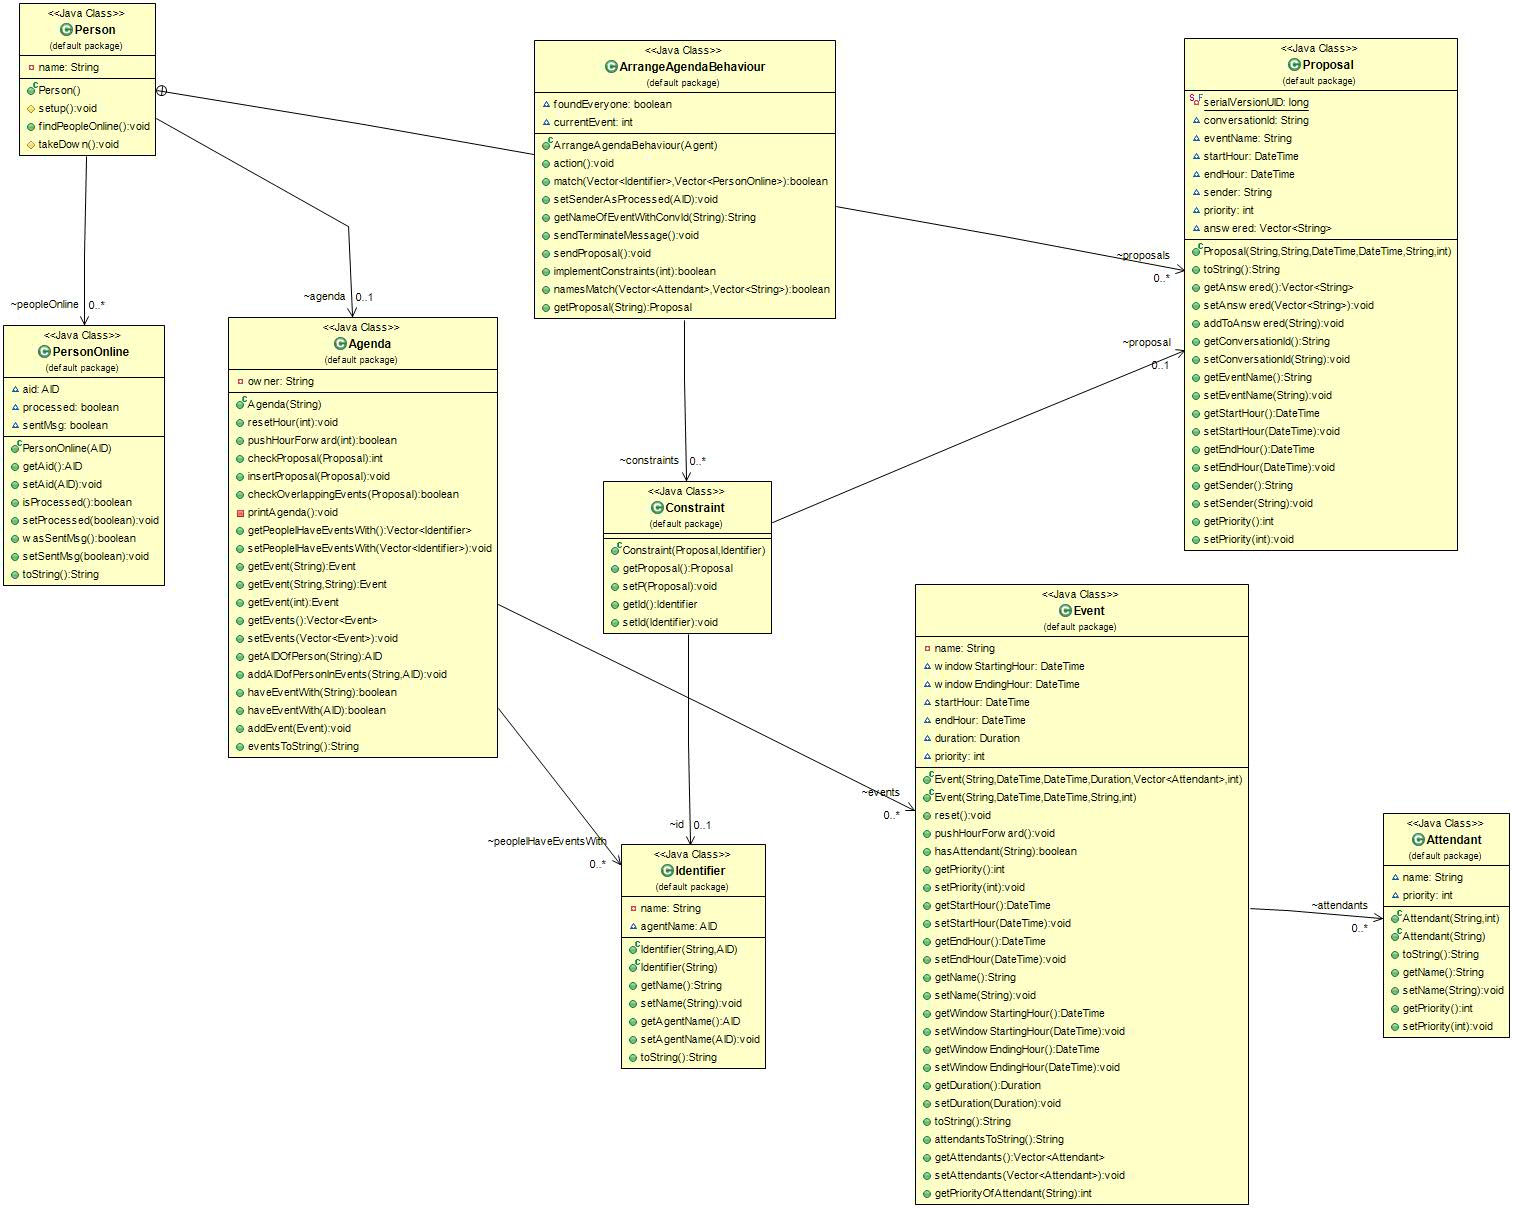 <<Java Class>>
Person
(default package)
name: String
Person()
setup():void
findPeopleOnline():void
takeDown():void
~peopleOnline 0..*
~agenda 0..1
<<Java Class>>
PersonOnline
(default package)
aid: AID
processed: boolean
sentMsg: boolean
PersonOnline(AID)
getAid():AID
setAid(AID):void
isProcessed():boolean
setProcessed(boolean):void
wasSentMsg():boolean
setSentMsg(boolean):void
toString():String
<<Java Class>>
Agenda
(default package)
owner: String
Agenda(String)
resetHour(int):void
pushHourForward(int):boolean
checkProposal(Proposal):int
insertProposal(Proposal):void
checkOverlappingEvents(Proposal):boolean
printAgenda():void
getPeopleIHaveEventsWith():Vector<Identifier>
setPeopleIHaveEventsWith(Vector<Identifier>):void
getEvent(String):Event
getEvent(String,String):Event
getEvent(int):Event
getEvents():Vector<Event>
setEvents(Vector<Event>):void
getAIDOfPerson(String):AID
addAIDofPersonInEvents(String,AID):void
haveEventWith(String):boolean
haveEventWith(AID):boolean
addEvent(Event):void
eventsToString():String
<<Java Class>>
ArrangeAgendaBehaviour
(default package)
foundEveryone: boolean
currentEvent: int
ArrangeAgendaBehaviour(Agent)
action():void
match(Vector<Identifier>,Vector<PersonOnline>):boolean
setSenderAsProcessed(AID):void
getNameOfEventWithConvId(String):String
sendTerminateMessage():void
sendProposal():void
implementConstraints(int):boolean
namesMatch(Vector<Attendant>,Vector<String>):boolean
getProposal(String):Proposal
~proposals
0..*
~constraints 0..*
~proposal
0..1
<<Java Class>>
Constraint
(default package)
Constraint(Proposal,Identifier)
getProposal():Proposal
setP(Proposal):void
getId():Identifier
setId(Identifier):void
~id 0..1
~peopleIHaveEventsWith
0..*
<<Java Class>>
Identifier
(default package)
name: String
agentName: AID
Identifier(String,AID)
Identifier(String)
getName():String
setName(String):void
getAgentName():AID
setAgentName(AID):void
toString():String
<<Java Class>>
Proposal
(default package)
S F serialVersionUID: long
conversationId: String
eventName: String
startHour: DateTime
endHour: DateTime
sender: String
priority: int
answered: Vector<String>
Proposal(String,String,DateTime,DateTime,String,int)
toString():String
getAnswered():Vector<String>
setAnswered(Vector<String>):void
addToAnswered(String):void
getConversationId():String
setConversationId(String):void
getEventName():String
setEventName(String):void
getStartHour():DateTime
setStartHour(DateTime):void
getEndHour():DateTime
setEndHour(DateTime):void
getSender():String
setSender(String):void
getPriority():int
setPriority(int):void
~events
0..*
<<Java Class>>
Event
(default package)
name: String
windowStartingHour: DateTime
windowEndingHour: DateTime
startHour: DateTime
endHour: DateTime
duration: Duration
priority: int
Event(String,DateTime,DateTime,Duration,Vector<Attendant>,int)
Event(String,DateTime,DateTime,String,int)
reset():void
pushHourForward():void
hasAttendant(String):boolean
getPriority():int
setPriority(int):void
getStartHour():DateTime
setStartHour(DateTime):void
getEndHour():DateTime
setEndHour(DateTime):void
getName():String
setName(String):void
getWindowStartingHour():DateTime
setWindowStartingHour(DateTime):void
getWindowEndingHour():DateTime
setWindowEndingHour(DateTime):void
getDuration():Duration
setDuration(Duration):void
toString():String
attendantsToString():String
getAttendants():Vector<Attendant>
setAttendants(Vector<Attendant>):void
getPriorityOfAttendant(String):int
~attendants
0..*
<<Java Class>>
Attendant
(default package)
name: String
priority: int
Attendant(String,int)
Attendant(String)
toString():String
getName():String
setName(String):void
getPriority():int
setPriority(int):void